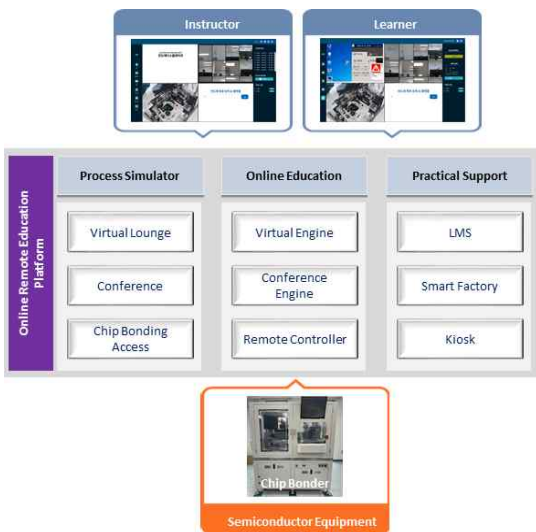 Instructor
Learner
Online Remote Education
Platform
Process Simulator
Online Education
Practical Support
Virtual Lounge
Virtual Engine
LMS
Conference
Conference
Engine
Smart Factory
Chip Bonding
Access
Remote Controller
Kiosk
Chip Bonder
Semiconductor Equipment